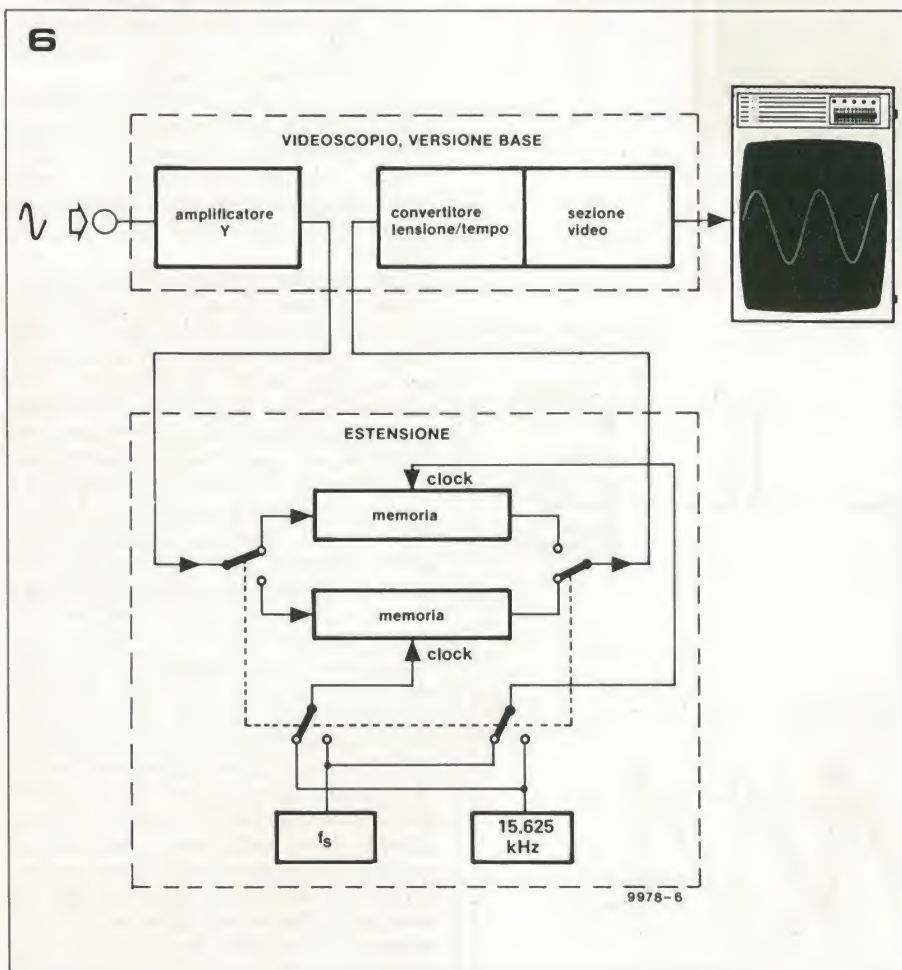 6
VIDEOSCOPIO, VERSIONE BASE
amplificatore
Y
convertitore
tensione/tempo
sezione
video
ESTENSIONE
clock
memoria
memoria
clock
fs
15.625
kHz
9978-6